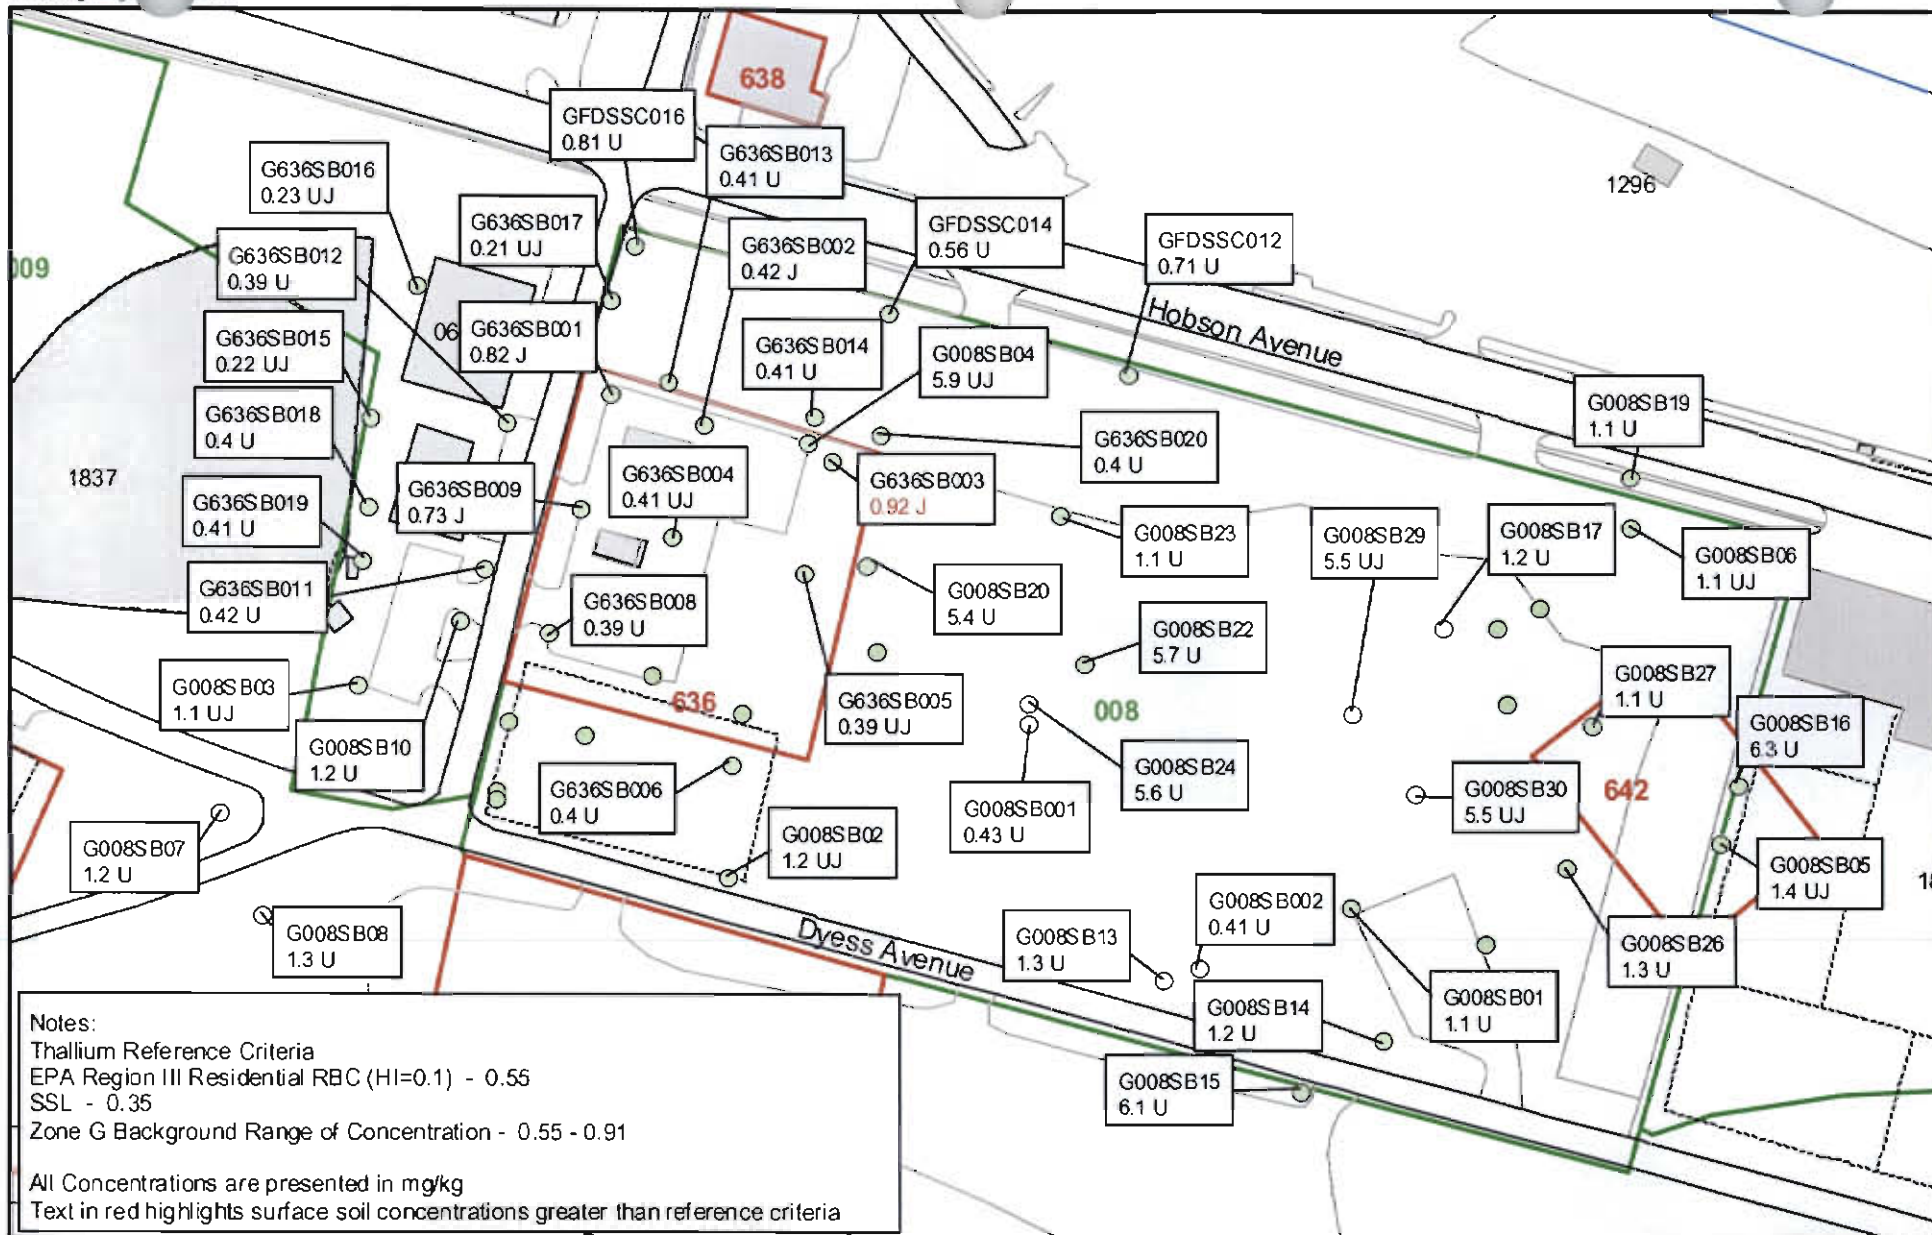 638
GFDSSC016
0.81 U
G636SB013
0.41 U
G636SB016
0.23 UJ
1296
G636SB017
0.21 UJ
GFDSSC014
0.56 U
G636SB002
0.42 J
GFDSSC012
0.71 U
G636SB012
0.39 U
009
Hobson Avenue
G636SB015
0.22 UJ
06
G636SB001
0.82 J
G636SB014
0.41 U
G008SB04
5.9 UJ
G008SB19
1.1 U
G636SB018
0.4 U
G636SB020
0.4 U
1837
G636SB009
0.73 J
G636SB004
0.41 UJ
G636SB003
0.92 J
G636SB019
0.41 U
G008SB23
1.1 U
G008SB29
5.5 UJ
G008SB17
1.2 U
G008SB06
1.1 UJ
G636SB011
0.42 U
G636SB008
0.39 U
G008SB20
5.4 U
G008SB22
5.7 U
G008SB27
1.1 U
G008SB03
1.1 UJ
636
G636SB005
0.39 UJ
008
G008SB16
6.3 U
G008SB10
1.2 U
G008SB24
5.6 U
G636SB006
0.4 U
G008SB001
0.43 U
G008SB30
5.5 UJ
642
G008SB07
1.2 U
G008SB02
1.2 UJ
G008SB05
1.4 UJ
18
G008SB002
0.41 U
G008SB08
1.3 U
Dyess Avenue
G008SB13
1.3 U
G008SB26
1.3 U
G008SB14
1.2 U
G008SB01
1.1 U
G008SB15
6.1 U
Notes:
Thallium Reference Criteria
EPA Region III Residential RBC (HI=0.1) - 0.55
SSL - 0.35
Zone G Background Range of Concentration - 0.55 - 0.91
All Concentrations are presented in mg/kg
Text in red highlights surface soil concentrations greater than reference criteria